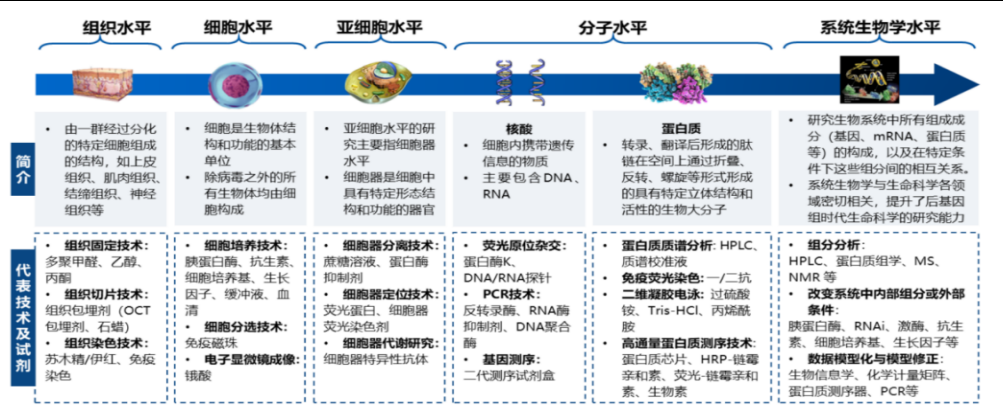 组织水平
细胞水平
亚细胞水平
分子水平
系统生物学水平
简介
• 由一群经过分化
的特定细胞组成
的结构，如上皮
组织、肌肉组织、
结缔组织、神经
组织等
• 细胞是生物体结
构和功能的基本
单位
• 除病毒之外的所
有生物体均由细
胞构成
• 亚细胞水平的研
究主要指细胞器
水平
• 细胞器是细胞中
具有特定形态结
构和功能的器官
核酸
• 细胞内携带遗传
信息的物质
• 主要包含DNA、
RNA
蛋白质
• 转录、翻译后形成的肽
链在空间上通过折叠、
反转、螺旋等形式形成
的具有特定立体结构和
活性的生物大分子
• 研究生物系统中所有组成成
分（基因、mRNA、蛋白质
等）的构成，以及在特定条
件下这些组分间的相互关系。
• 系统生物学与生命科学各领
域密切相关，提升了后基因
组时代生命科学的研究能力
代表技术及试剂
• 组织固定技术：
多聚甲醛、乙醇、
丙酮
• 组织切片技术：
组织包埋剂（OCT
包埋剂、石蜡）
• 组织染色技术：
苏木精/伊红、免疫
染色
• 细胞培养技术：
胰蛋白酶、抗生素、
细胞培养基、生长
因子、缓冲液、血
清
• 细胞分选技术：
免疫磁珠
• 电子显微镜成像：
锇酸
• 细胞器分离技术：
蔗糖溶液、蛋白酶
抑制剂
• 细胞器定位技术：
荧光蛋白、细胞器
荧光染色剂
• 细胞器代谢研究：
细胞器特异性抗体
• 荧光原位杂交：
蛋白酶K、
DNA/RNA探针
• PCR技术：
反转录酶、RNA酶
抑制剂、DNA聚合
酶
• 基因测序：
二代测序试剂盒
• 蛋白质质谱分析: HPLC、
质谱校准液
• 免疫荧光染色: 一/二抗
• 二维凝胶电泳: 过硫酸
铵、Tris-HCl、丙烯酰
胺
• 高通量蛋白质测序技术：
蛋白质芯片、HRP-链霉
亲和素、荧光-链霉亲和
素、生物素
• 组分分析：
HPLC、蛋白质组学、MS、
NMR 等
• 改变系统中内部组分或外部
条件：
胰蛋白酶、RNAi、激酶、抗生
素、细胞培养基、生长因子等
• 数据模型化与模型修正：
生物信息学、化学计量矩阵、
蛋白质测序器、PCR等